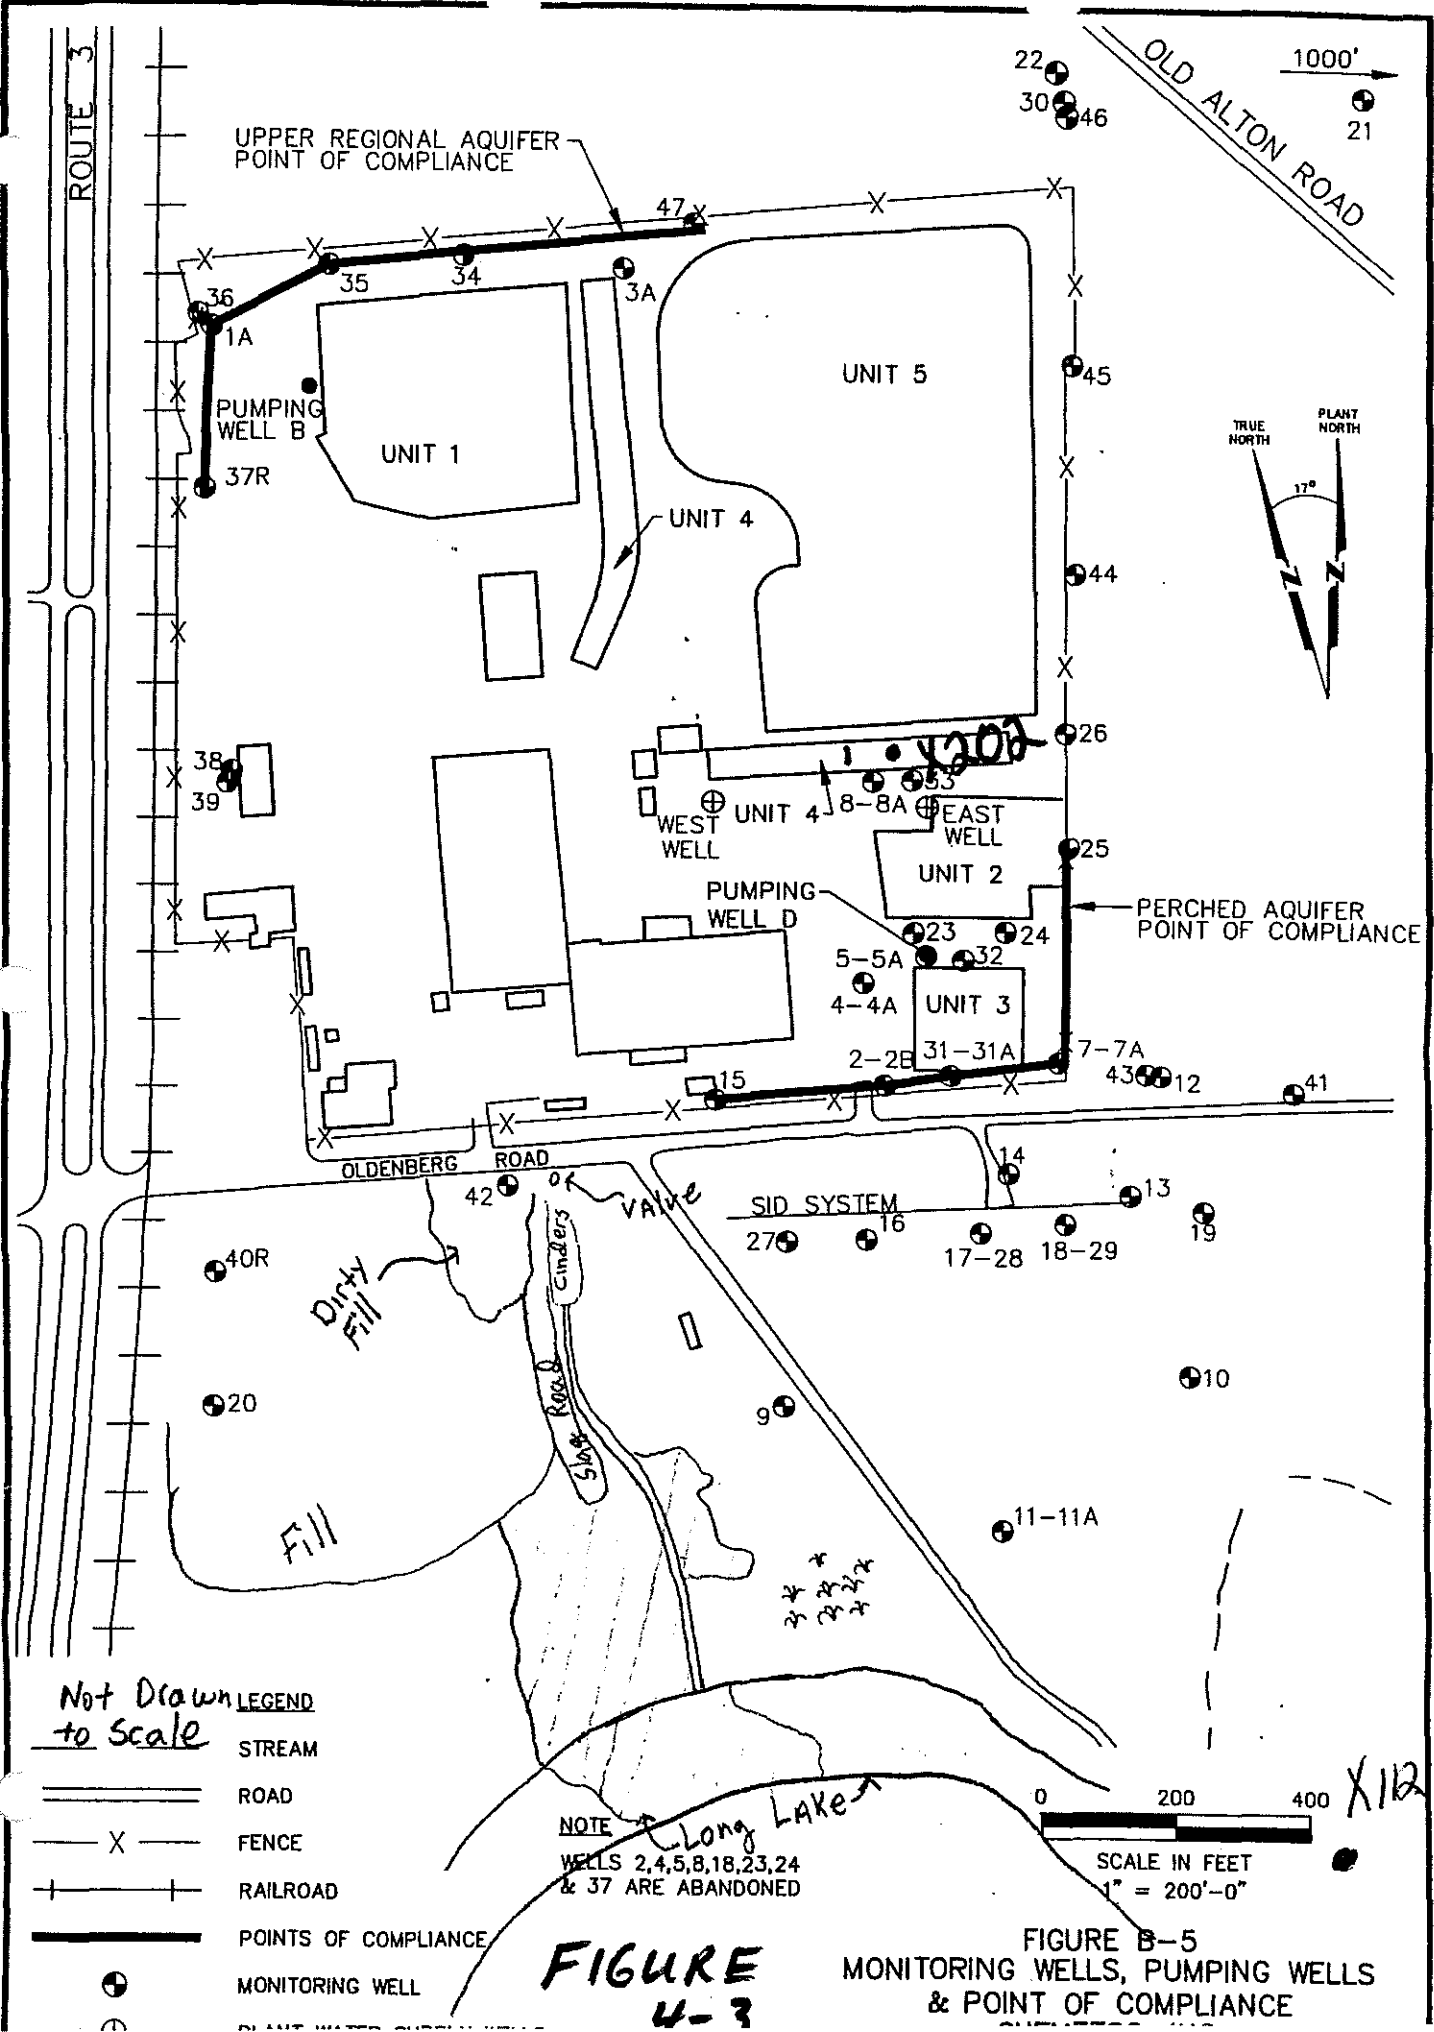 ROUTE 3
OLD ALTON ROAD
1000'
22
30
46
21
UPPER REGIONAL AQUIFER
POINT OF COMPLIANCE
47
35
34
3A
36
1A
PUMPING
WELL B
37R
UNIT 1
UNIT 4
UNIT 5
45
44
TRUE
NORTH
PLANT
NORTH
17°
N
N
26
X202
38
39
8-8A
33
WEST
WELL
UNIT 4
EAST
WELL
25
UNIT 2
PUMPING
WELL D
PERCHED AQUIFER
POINT OF COMPLIANCE
23
24
5-5A
32
4-4A
UNIT 3
2-2B
31-31A
7-7A
15
43
12
41
OLDENBERG ROAD
14
42
VALVE
SID SYSTEM
13
16
27
17-28
18-29
19
40R
Dirty
Fill
Cinders
Slag Road
20
9
10
11-11A
Fill
Not Drawn
to Scale
LEGEND
STREAM
ROAD
FENCE
RAILROAD
POINTS OF COMPLIANCE
MONITORING WELL
NOTE
WELLS 2,4,5,8,18,23,24
& 37 ARE ABANDONED
Long LAKe
0 200 400
SCALE IN FEET
1" = 200'-0"
FIGURE
4-3
FIGURE B-5
MONITORING WELLS, PUMPING WELLS
& POINT OF COMPLIANCE